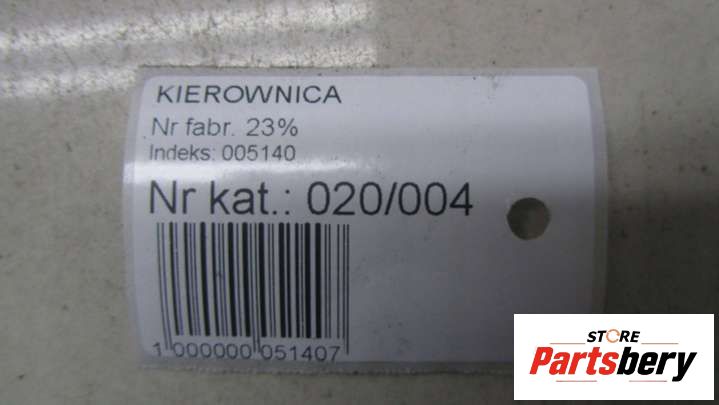 KIEROWNICA
Nr fabr. 23%
Indeks: 005140
Nr kat.: 020/004
1 000000 051407
STORE
Partsbery